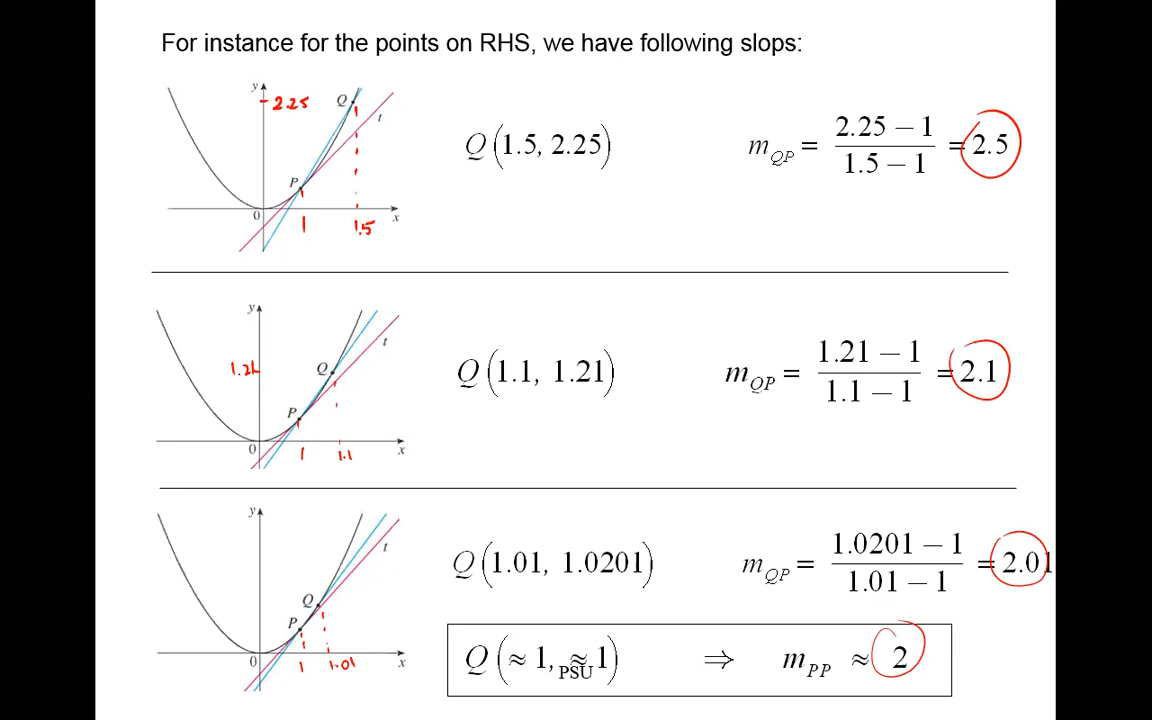 For instance for the points on RHS, we have following slops:
y
2.25
Q
t
P
0
x
1
1.5
Q(1.5, 2.25)
m_QP = (2.25 − 1)/(1.5 − 1) = 2.5
y
1.21
Q
t
P
0
x
1
1.1
Q(1.1, 1.21)
m_QP = (1.21 − 1)/(1.1 − 1) = 2.1
y
t
Q
P
0
x
1
1.01
Q(1.01, 1.0201)
m_QP = (1.0201 − 1)/(1.01 − 1) = 2.01
Q(≈ 1, ≈ 1) ⇒ m_PP ≈ 2
PSU